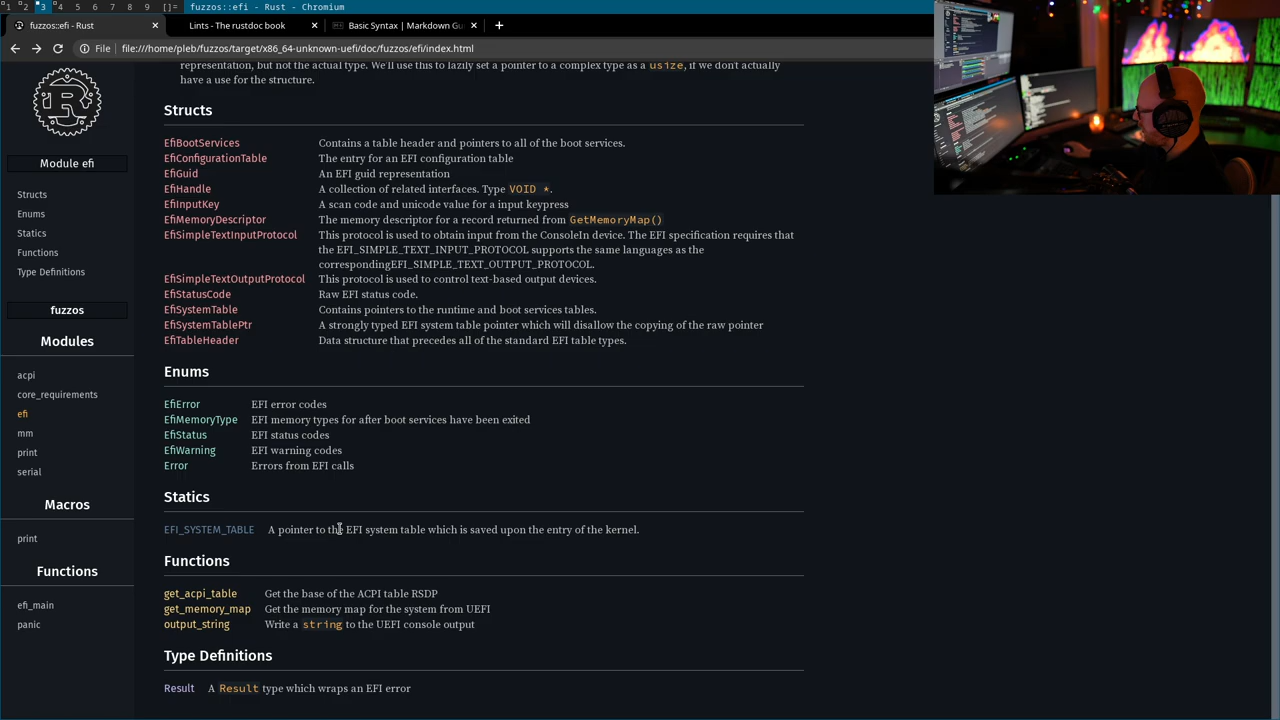 1 2 3 4 5 6 7 8 9 []= fuzzos::efi - Rust - Chromium
fuzzos::efi - Rust
Lints - The rustdoc book
Basic Syntax | Markdown Gu
File file:///home/pleb/fuzzos/target/x86_64-unknown-uefi/doc/fuzzos/efi/index.html
representation, but not the actual type. We'll use this to lazily set a pointer to a complex type as a usize, if we don't actually
have a use for the structure.
Module efi
Structs
Enums
Statics
Functions
Type Definitions
fuzzos
Modules
acpi
core_requirements
efi
mm
print
serial
Macros
print
Functions
efi_main
panic
Structs
EfiBootServices Contains a table header and pointers to all of the boot services.
EfiConfigurationTable The entry for an EFI configuration table
EfiGuid An EFI guid representation
EfiHandle A collection of related interfaces. Type VOID *.
EfiInputKey A scan code and unicode value for a input keypress
EfiMemoryDescriptor The memory descriptor for a record returned from GetMemoryMap()
EfiSimpleTextInputProtocol This protocol is used to obtain input from the ConsoleIn device. The EFI specification requires that
the EFI_SIMPLE_TEXT_INPUT_PROTOCOL supports the same languages as the
correspondingEFI_SIMPLE_TEXT_OUTPUT_PROTOCOL.
EfiSimpleTextOutputProtocol This protocol is used to control text-based output devices.
EfiStatusCode Raw EFI status code.
EfiSystemTable Contains pointers to the runtime and boot services tables.
EfiSystemTablePtr A strongly typed EFI system table pointer which will disallow the copying of the raw pointer
EfiTableHeader Data structure that precedes all of the standard EFI table types.
Enums
EfiError EFI error codes
EfiMemoryType EFI memory types for after boot services have been exited
EfiStatus EFI status codes
EfiWarning EFI warning codes
Error Errors from EFI calls
Statics
EFI_SYSTEM_TABLE A pointer to the EFI system table which is saved upon the entry of the kernel.
Functions
get_acpi_table Get the base of the ACPI table RSDP
get_memory_map Get the memory map for the system from UEFI
output_string Write a string to the UEFI console output
Type Definitions
Result A Result type which wraps an EFI error